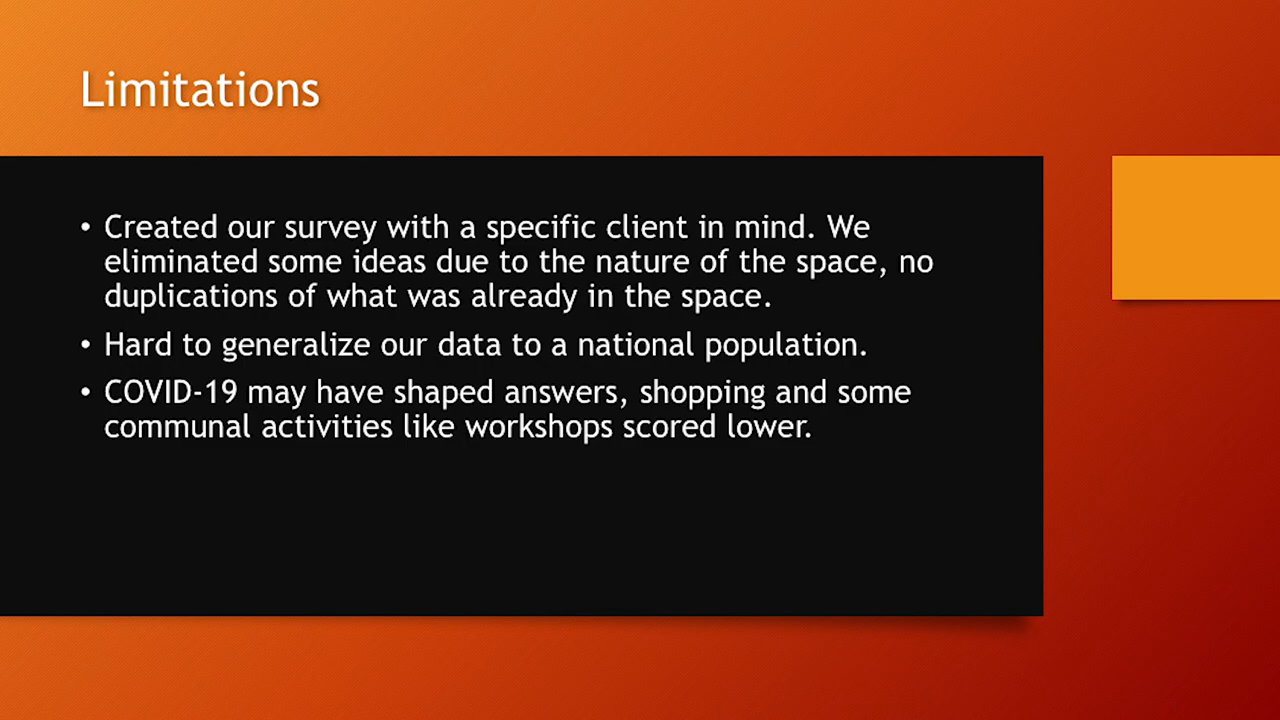 Limitations
• Created our survey with a specific client in mind. We
eliminated some ideas due to the nature of the space, no
duplications of what was already in the space.
• Hard to generalize our data to a national population.
• COVID-19 may have shaped answers, shopping and some
communal activities like workshops scored lower.